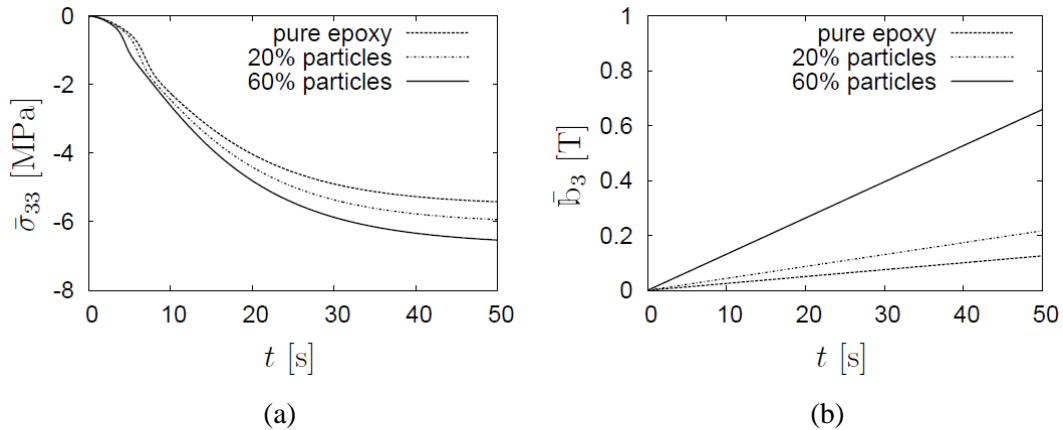 0
-2
-4
-6
-8
σ̄₃₃ [MPa]
pure epoxy
20% particles
60% particles
0 10 20 30 40 50
t [s]
(a)
1
0.8
0.6
0.4
0.2
0
𝕓̄₃ [T]
pure epoxy
20% particles
60% particles
0 10 20 30 40 50
t [s]
(b)